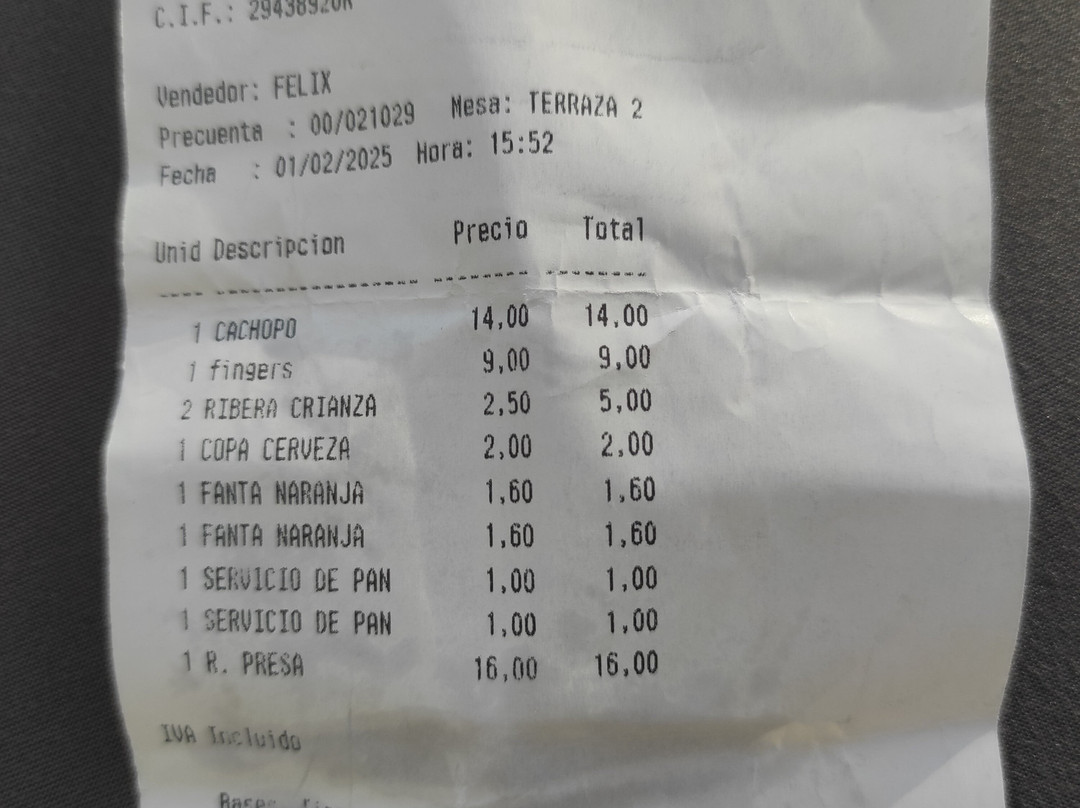 C.I.F.: 29438920K
Vendedor: FELIX
Precuenta : 00/021029 Mesa: TERRAZA 2
Fecha : 01/02/2025 Hora: 15:52
Unid Descripcion Precio Total
1 CACHOPO 14,00 14,00
1 fingers 9,00 9,00
2 RIBERA CRIANZA 2,50 5,00
1 COPA CERVEZA 2,00 2,00
1 FANTA NARANJA 1,60 1,60
1 FANTA NARANJA 1,60 1,60
1 SERVICIO DE PAN 1,00 1,00
1 SERVICIO DE PAN 1,00 1,00
1 R. PRESA 16,00 16,00
IVA Incluido